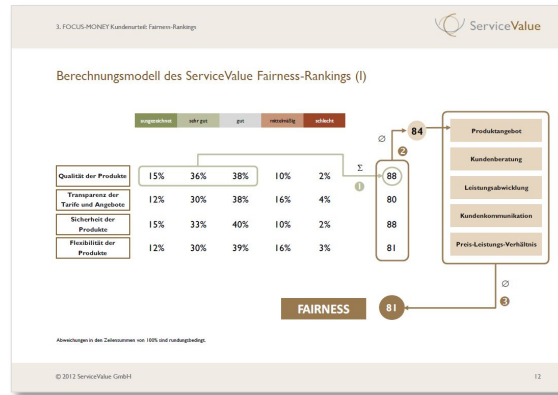 3. FOCUS-MONEY Kundenurteil: Fairness-Rankings
ServiceValue
Berechnungsmodell des ServiceValue Fairness-Rankings (I)
ausgezeichnet sehr gut gut mittelmäßig schlecht
Ø
84
Produktangebot
2
Kundenberatung
Qualität der Produkte 15% 36% 38% 10% 2% Σ 88
1
Leistungsabwicklung
Transparenz der
Tarife und Angebote 12% 30% 38% 16% 4% 80
Kundenkommunikation
Sicherheit der
Produkte 15% 33% 40% 10% 2% 88
Preis-Leistungs-Verhältnis
Flexibilität der
Produkte 12% 30% 39% 16% 3% 81
Ø
3
FAIRNESS 81
Abweichungen in den Zeilensummen von 100% sind rundungsbedingt.
© 2012 ServiceValue GmbH
12